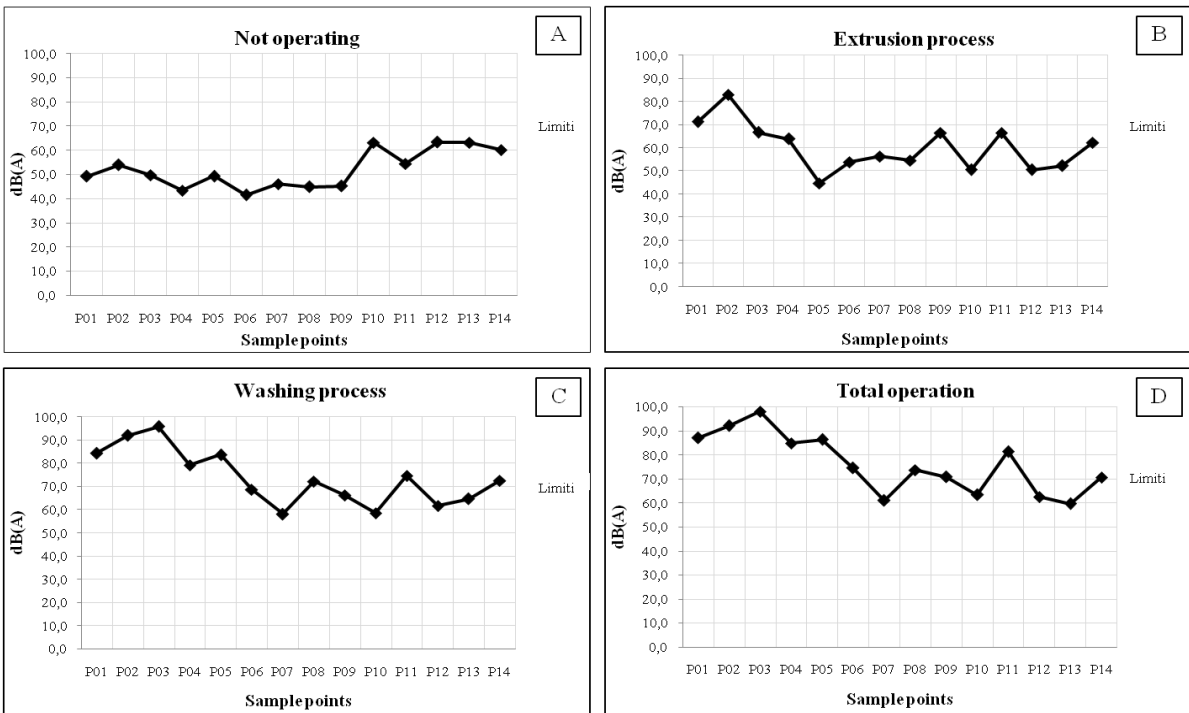 Not operating
A
100,0
90,0
80,0
70,0
60,0
50,0
40,0
30,0
20,0
10,0
0,0
dB(A)
P01 P02 P03 P04 P05 P06 P07 P08 P09 P10 P11 P12 P13 P14
Sample points
Limiti
Extrusion process
B
100,0
90,0
80,0
70,0
60,0
50,0
40,0
30,0
20,0
10,0
0,0
dB(A)
P01 P02 P03 P04 P05 P06 P07 P08 P09 P10 P11 P12 P13 P14
Sample points
Limiti
Washing process
C
100,0
90,0
80,0
70,0
60,0
50,0
40,0
30,0
20,0
10,0
0,0
dB(A)
P01 P02 P03 P04 P05 P06 P07 P08 P09 P10 P11 P12 P13 P14
Sample points
Limiti
Total operation
D
100,0
90,0
80,0
70,0
60,0
50,0
40,0
30,0
20,0
10,0
0,0
dB(A)
P01 P02 P03 P04 P05 P06 P07 P08 P09 P10 P11 P12 P13 P14
Sample points
Limiti